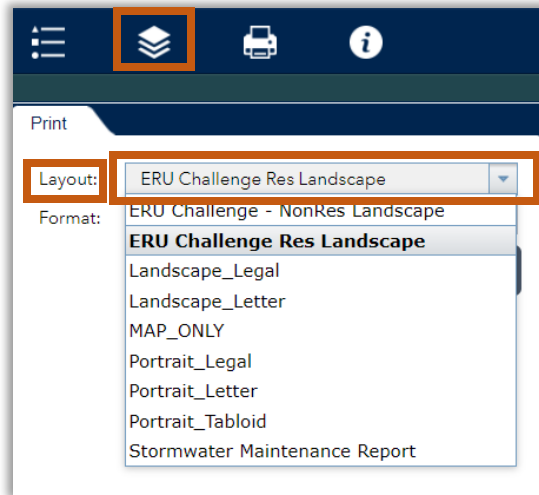 i
Print
Layout: ERU Challenge Res Landscape
Format:
ERU Challenge - NonRes Landscape
ERU Challenge Res Landscape
Landscape_Legal
Landscape_Letter
MAP_ONLY
Portrait_Legal
Portrait_Letter
Portrait_Tabloid
Stormwater Maintenance Report